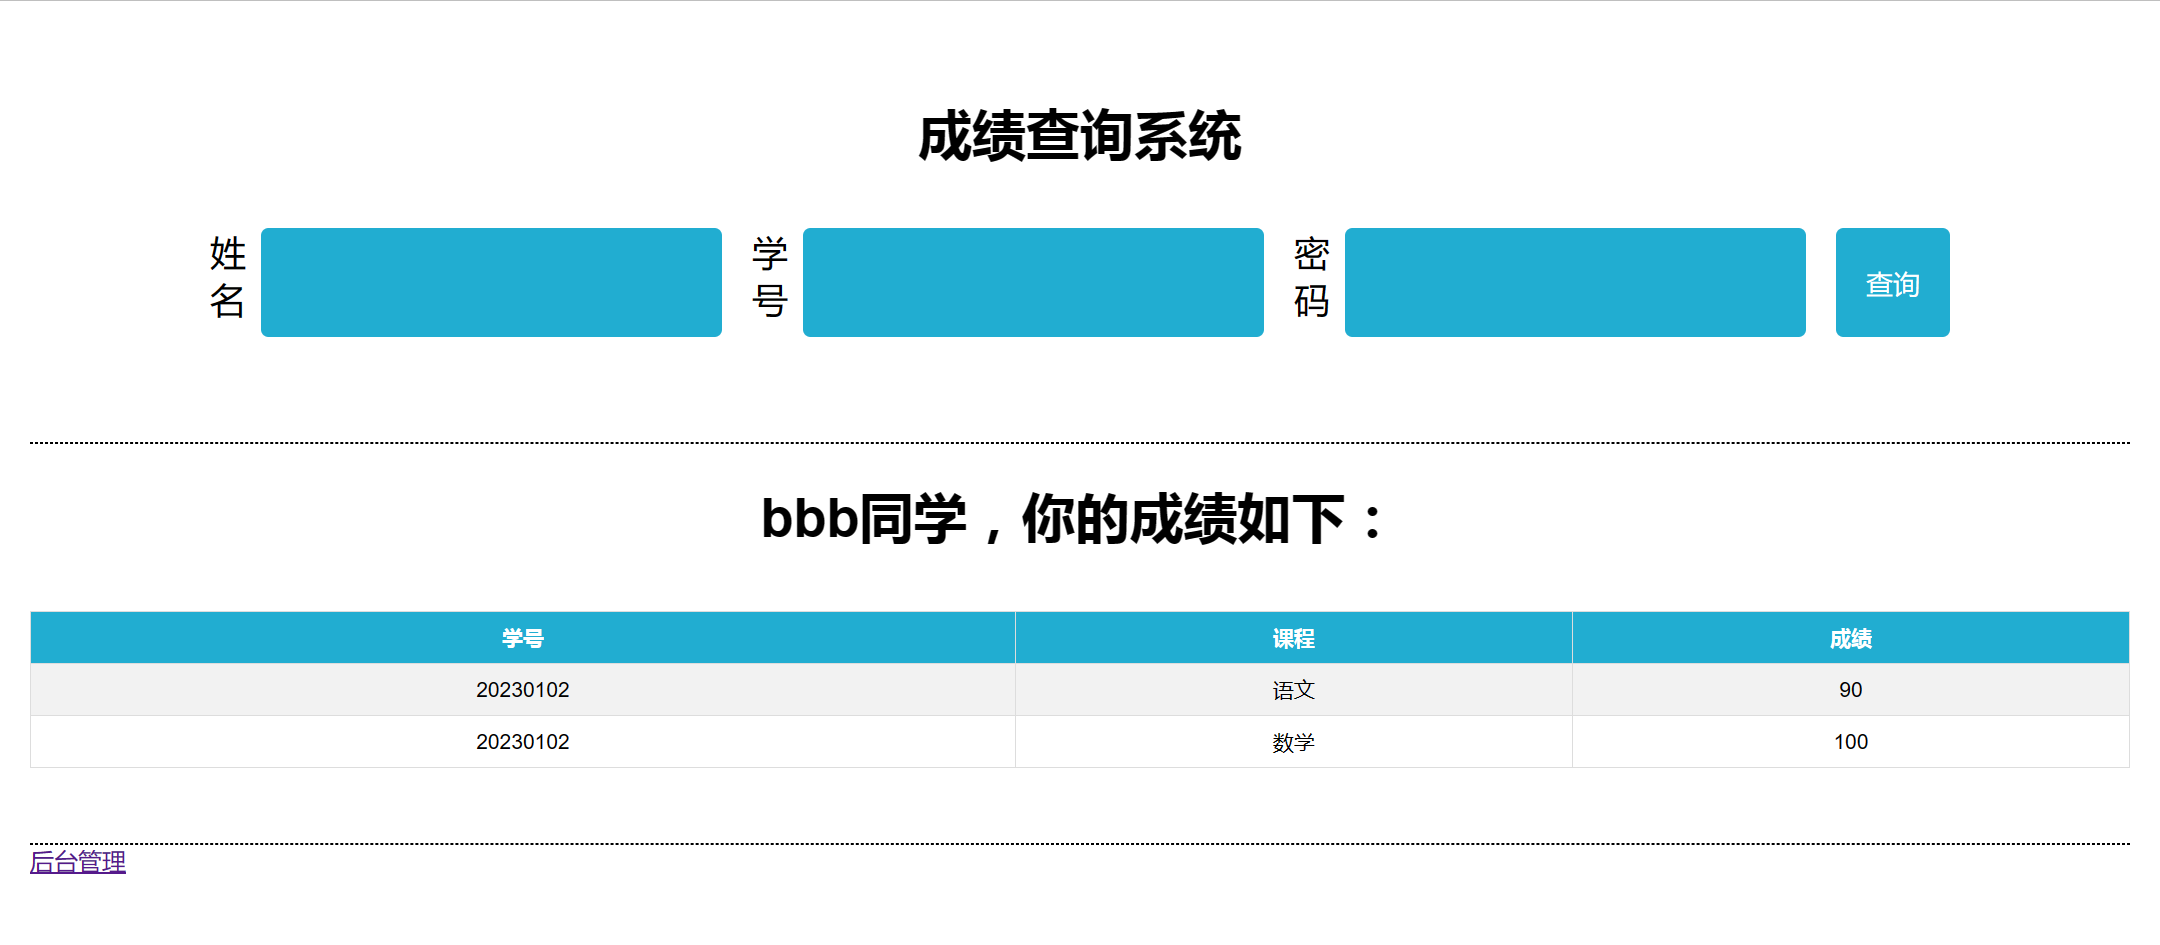 成绩查询系统
姓名
学号
密码
查询
bbb同学，你的成绩如下：
学号 课程 成绩
20230102 语文 90
20230102 数学 100
后台管理